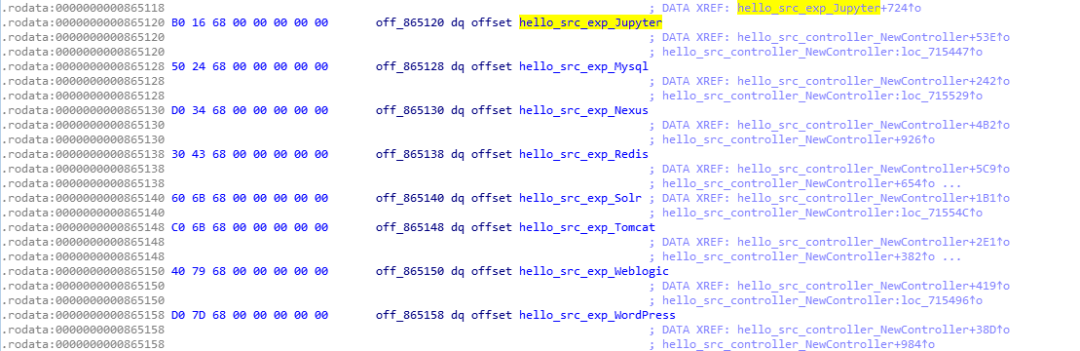 .rodata:0000000000865118 ; DATA XREF: hello_src_exp_Jupyter+724↑o
.rodata:0000000000865120 B0 16 68 00 00 00 00 00 off_865120 dq offset hello_src_exp_Jupyter
.rodata:0000000000865120 ; DATA XREF: hello_src_controller_NewController+53E↑o
.rodata:0000000000865120 ; hello_src_controller_NewController:loc_715447↑o
.rodata:0000000000865128 50 24 68 00 00 00 00 00 off_865128 dq offset hello_src_exp_Mysql
.rodata:0000000000865128 ; DATA XREF: hello_src_controller_NewController+242↑o
.rodata:0000000000865128 ; hello_src_controller_NewController:loc_715529↑o
.rodata:0000000000865130 D0 34 68 00 00 00 00 00 off_865130 dq offset hello_src_exp_Nexus
.rodata:0000000000865130 ; DATA XREF: hello_src_controller_NewController+4B2↑o
.rodata:0000000000865130 ; hello_src_controller_NewController+926↑o
.rodata:0000000000865138 30 43 68 00 00 00 00 00 off_865138 dq offset hello_src_exp_Redis
.rodata:0000000000865138 ; DATA XREF: hello_src_controller_NewController+5C9↑o
.rodata:0000000000865138 ; hello_src_controller_NewController+654↑o ...
.rodata:0000000000865140 60 6B 68 00 00 00 00 00 off_865140 dq offset hello_src_exp_Solr ; DATA XREF: hello_src_controller_NewController+1B1↑o
.rodata:0000000000865140 ; hello_src_controller_NewController:loc_71554C↑o
.rodata:0000000000865148 C0 6B 68 00 00 00 00 00 off_865148 dq offset hello_src_exp_Tomcat
.rodata:0000000000865148 ; DATA XREF: hello_src_controller_NewController+2E1↑o
.rodata:0000000000865148 ; hello_src_controller_NewController+382↑o ...
.rodata:0000000000865150 40 79 68 00 00 00 00 00 off_865150 dq offset hello_src_exp_Weblogic
.rodata:0000000000865150 ; DATA XREF: hello_src_controller_NewController+419↑o
.rodata:0000000000865150 ; hello_src_controller_NewController:loc_715496↑o
.rodata:0000000000865158 D0 7D 68 00 00 00 00 00 off_865158 dq offset hello_src_exp_WordPress
.rodata:0000000000865158 ; DATA XREF: hello_src_controller_NewController+38D↑o
.rodata:0000000000865158 ; hello_src_controller_NewController+984↑o